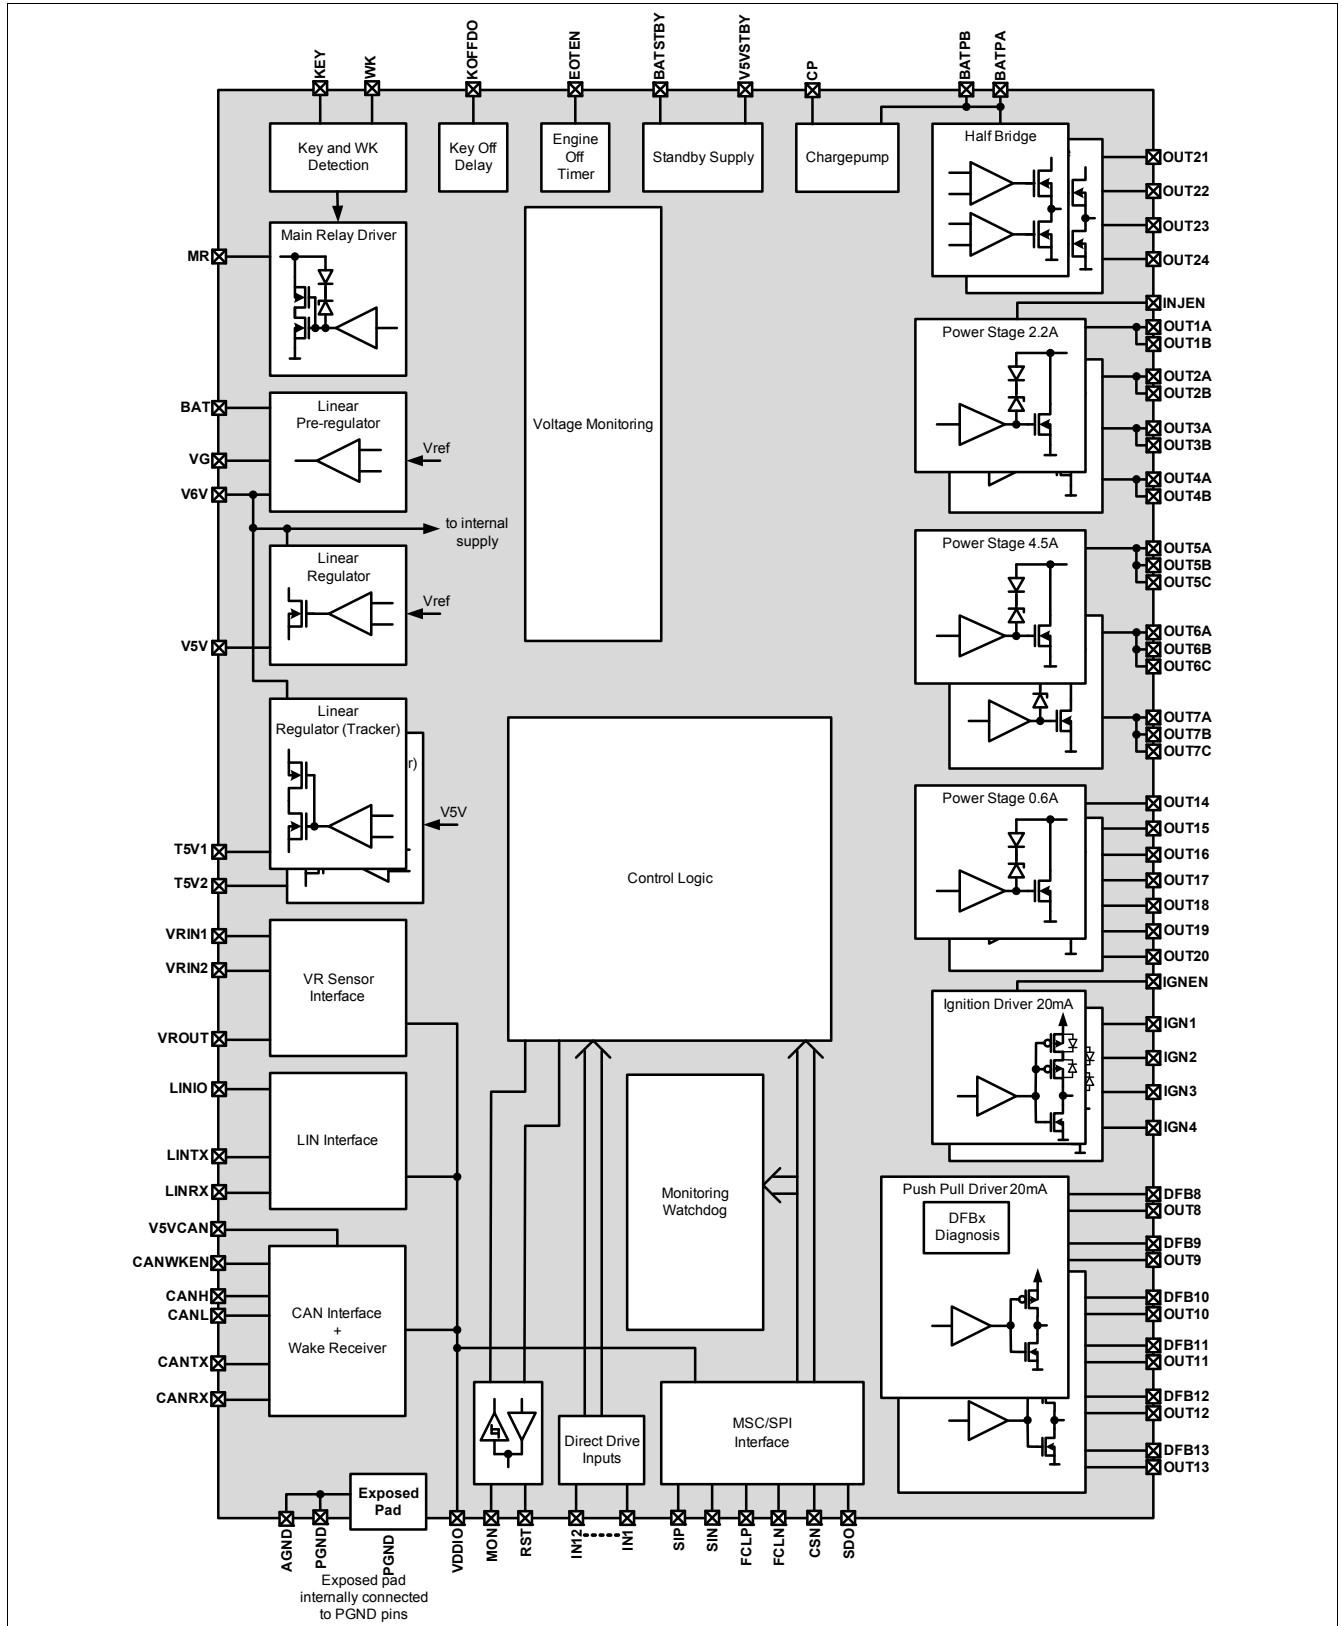 KEY
WK
KOFFDO
EOTEN
BATSTBY
V5VSTBY
CP
BATPB
BATPA
Key and WK
Detection
Key Off
Delay
Engine
Off
Timer
Standby Supply
Chargepump
Half Bridge
OUT21
OUT22
OUT23
OUT24
MR
Main Relay Driver
INJEN
Power Stage 2.2A
OUT1A
OUT1B
OUT2A
OUT2B
OUT3A
OUT3B
OUT4A
OUT4B
BAT
VG
V6V
Linear
Pre-regulator
Vref
Voltage Monitoring
to internal
supply
Linear
Regulator
Vref
V5V
Power Stage 4.5A
OUT5A
OUT5B
OUT5C
OUT6A
OUT6B
OUT6C
OUT7A
OUT7B
OUT7C
Linear
Regulator (Tracker)
r)
V5V
T5V1
T5V2
Control Logic
Power Stage 0.6A
OUT14
OUT15
OUT16
OUT17
OUT18
OUT19
OUT20
VRIN1
VRIN2
VROUT
VR Sensor
Interface
IGNEN
Ignition Driver 20mA
IGN1
IGN2
IGN3
IGN4
LINIO
LINTX
LINRX
LIN Interface
Monitoring
Watchdog
Push Pull Driver 20mA
DFBx
Diagnosis
DFB8
OUT8
DFB9
OUT9
DFB10
OUT10
DFB11
OUT11
DFB12
OUT12
DFB13
OUT13
V5VCAN
CANWKEN
CANH
CANL
CANTX
CANRX
CAN Interface
+
Wake Receiver
Direct Drive
Inputs
MSC/SPI
Interface
Exposed
Pad
AGND
PGND
PGND
VDDIO
MON
RST
IN12
IN1
SIP
SIN
FCLP
FCLN
CSN
SDO
Exposed pad
internally connected
to PGND pins